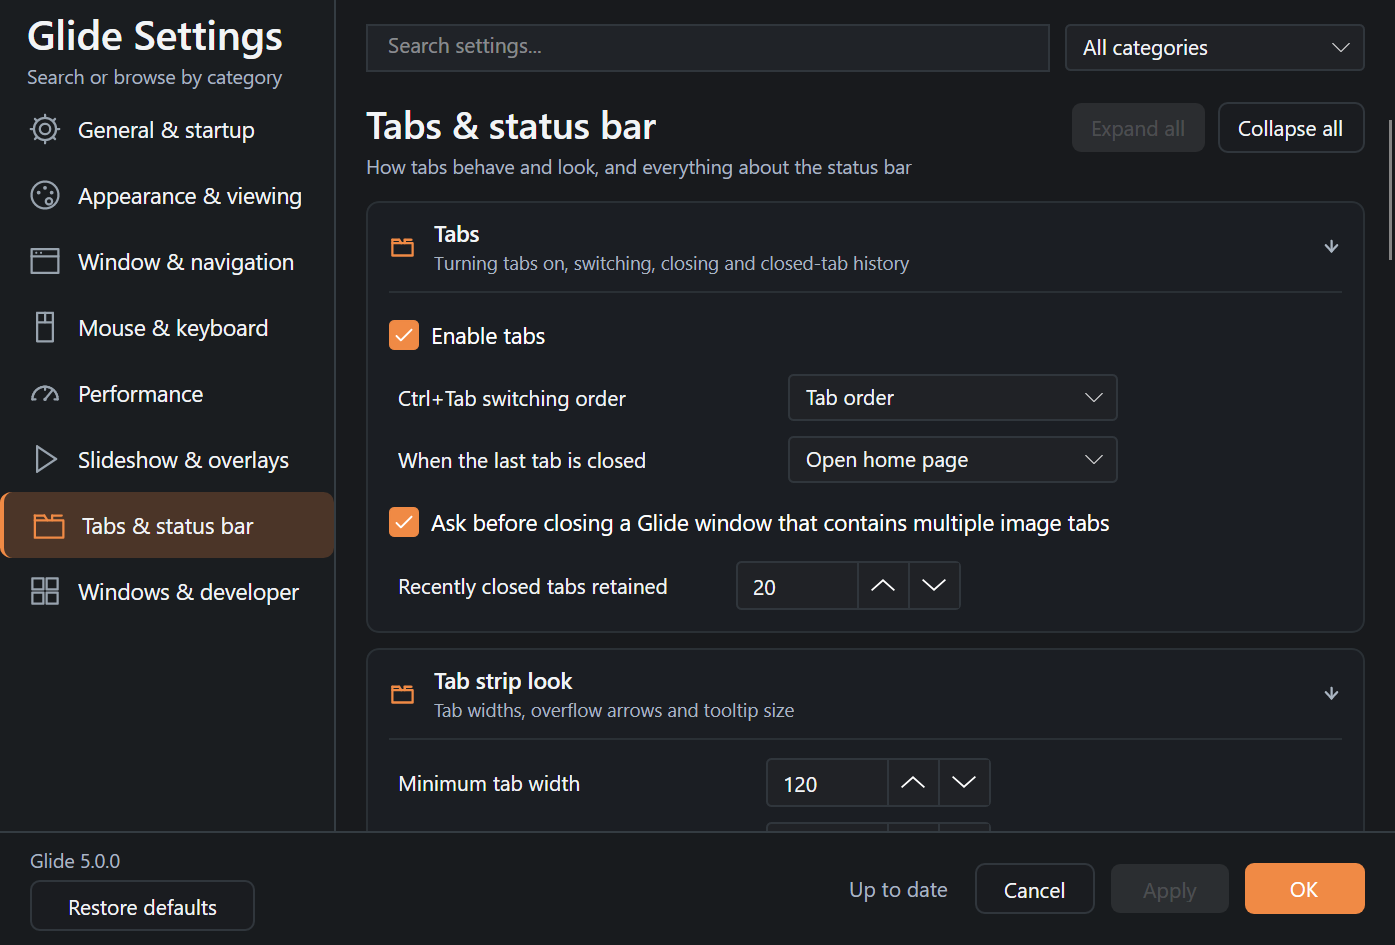 Glide Settings
Search or browse by category
General & startup
Appearance & viewing
Window & navigation
Mouse & keyboard
Performance
Slideshow & overlays
Tabs & status bar
Windows & developer
Search settings...
All categories
Tabs & status bar
How tabs behave and look, and everything about the status bar
Expand all
Collapse all
Tabs
Turning tabs on, switching, closing and closed-tab history
Enable tabs
Ctrl+Tab switching order
Tab order
When the last tab is closed
Open home page
Ask before closing a Glide window that contains multiple image tabs
Recently closed tabs retained
20
Tab strip look
Tab widths, overflow arrows and tooltip size
Minimum tab width
120
Glide 5.0.0
Restore defaults
Up to date
Cancel
Apply
OK